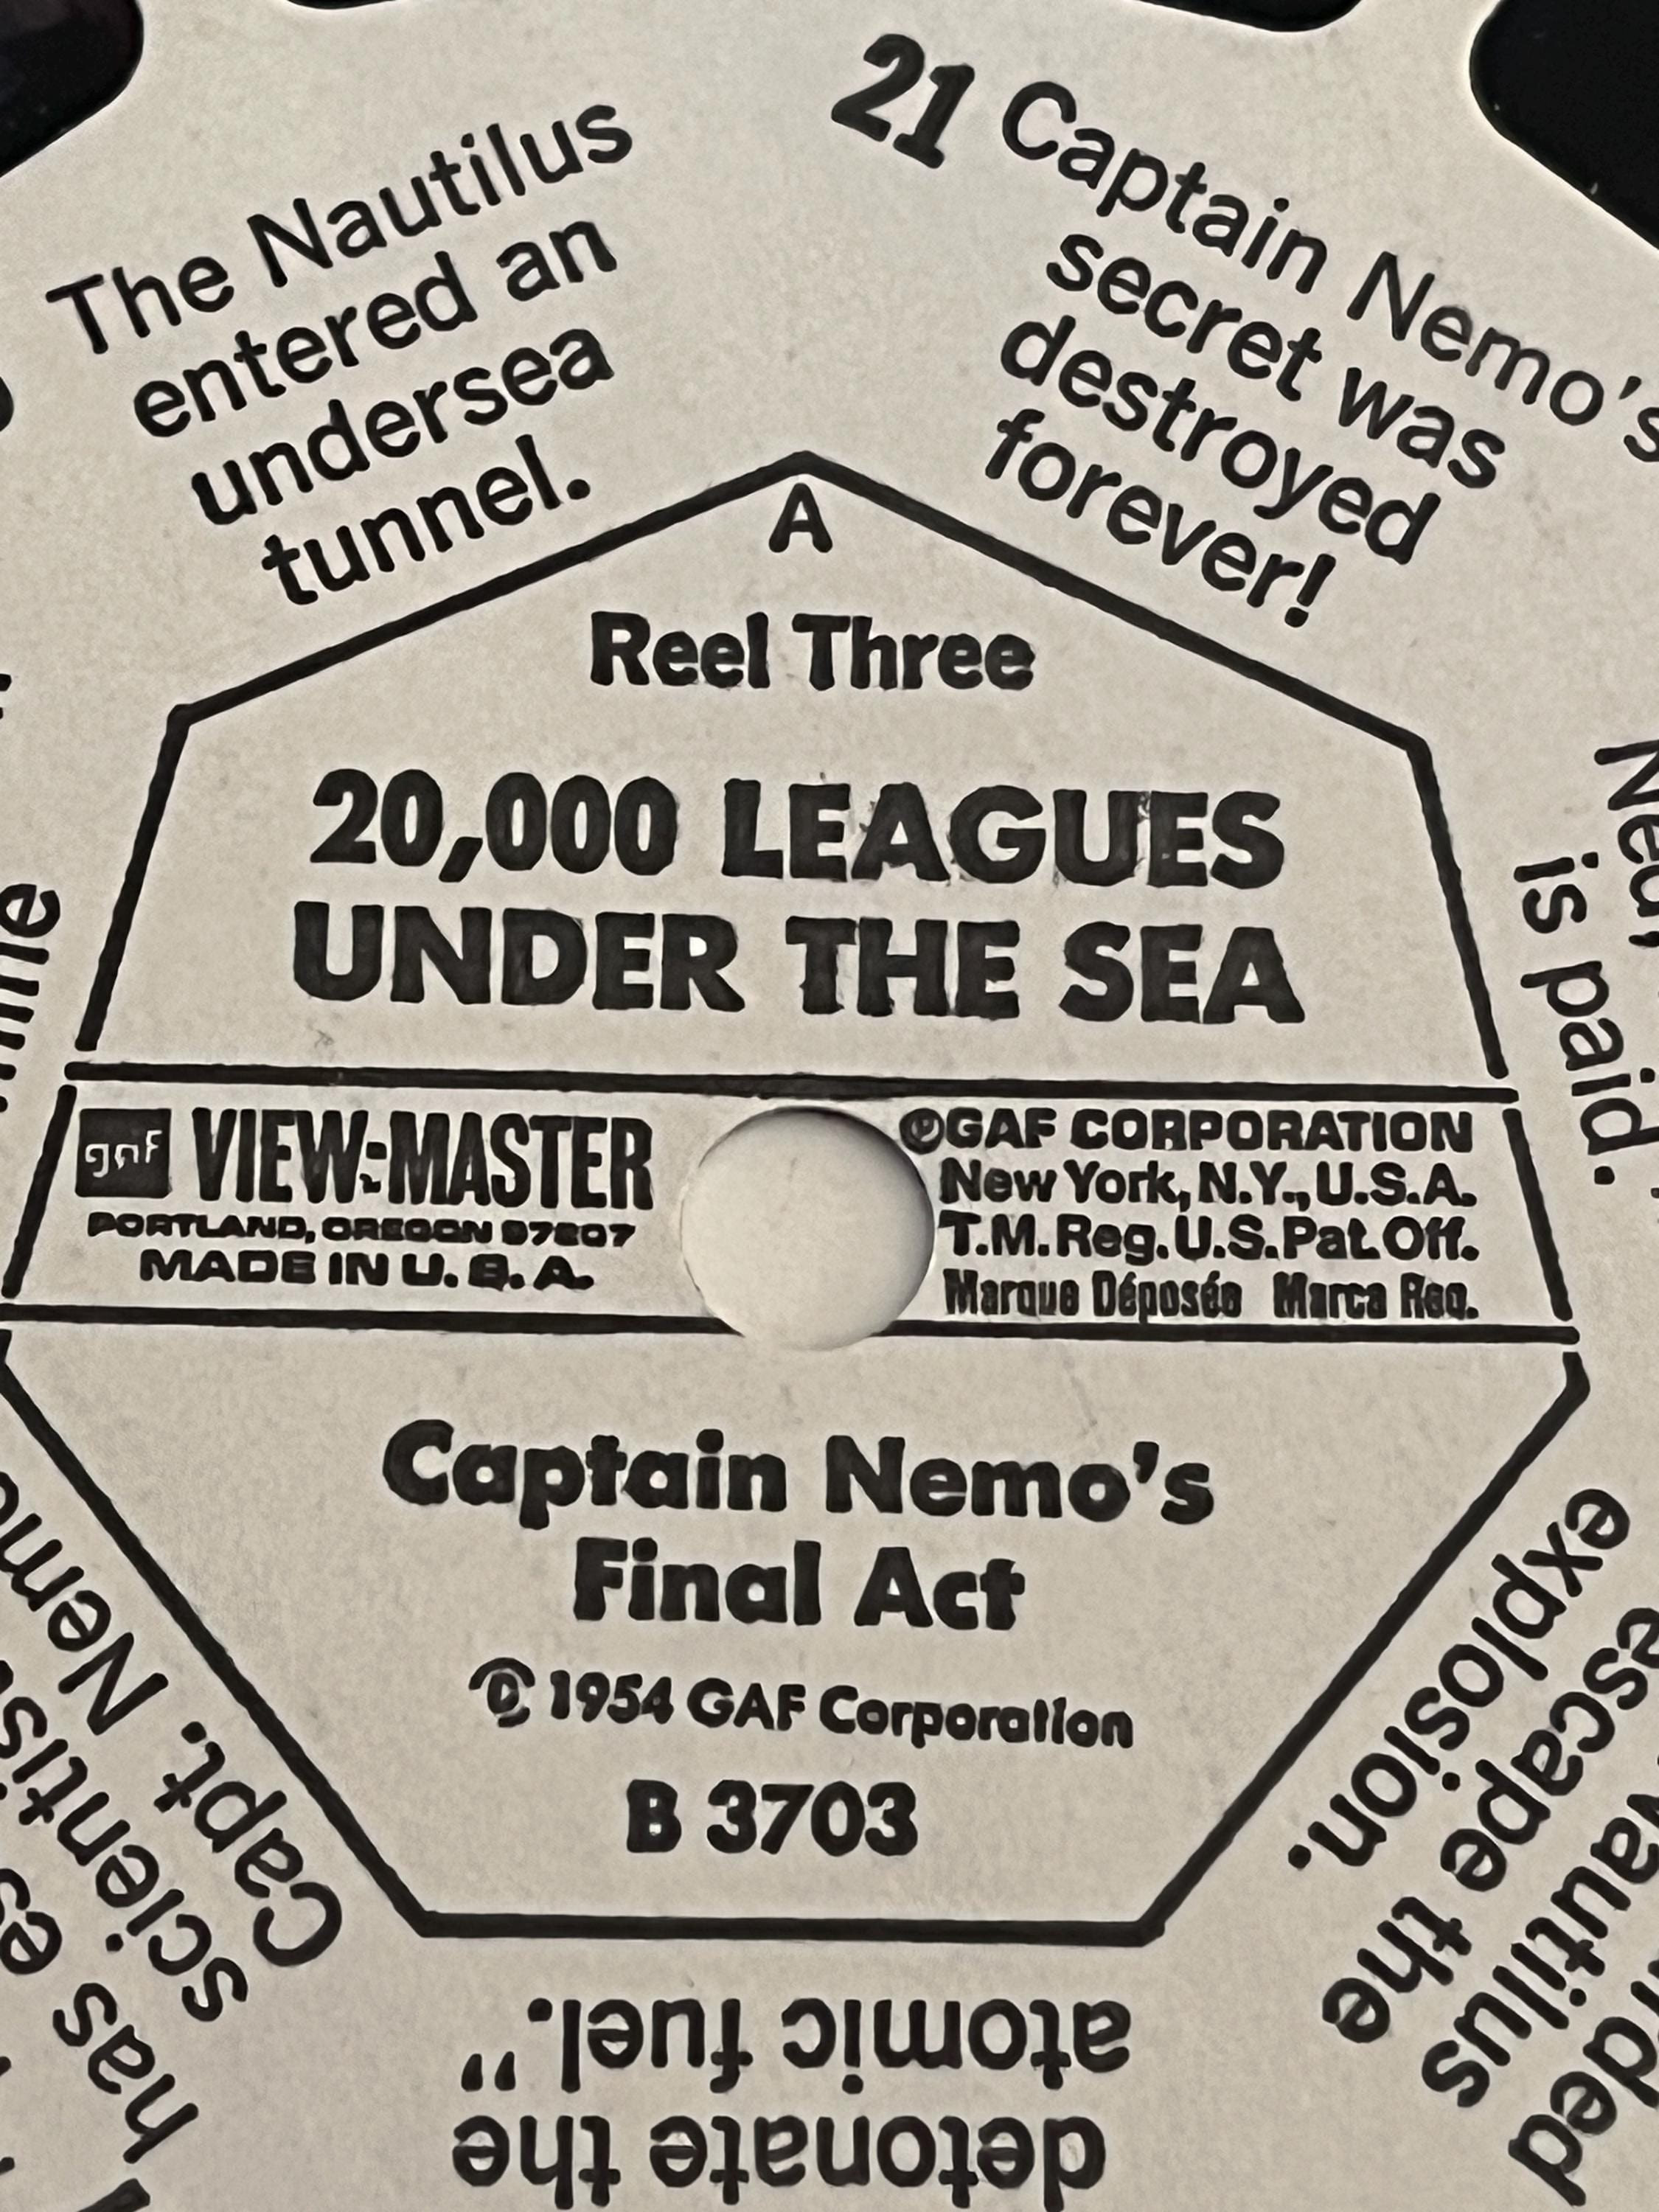 The Nautilus
entered an
undersea
tunnel.
21 Captain Nemo's
secret was
destroyed
forever!
A
Reel Three
20,000 LEAGUES
UNDER THE SEA
gaf VIEW-MASTER
PORTLAND, OREGON 97207
MADE IN U.S.A.
GAF CORPORATION
New York, N.Y., U.S.A.
T.M. Reg. U.S. Pat. Off.
Marque Déposée Marca Reg.
Captain Nemo's
Final Act
© 1954 GAF Corporation
B 3703
is paid.
Nautilus
escape the
explosion.
detonate the
atomic fuel."
Capt. Nemo
has